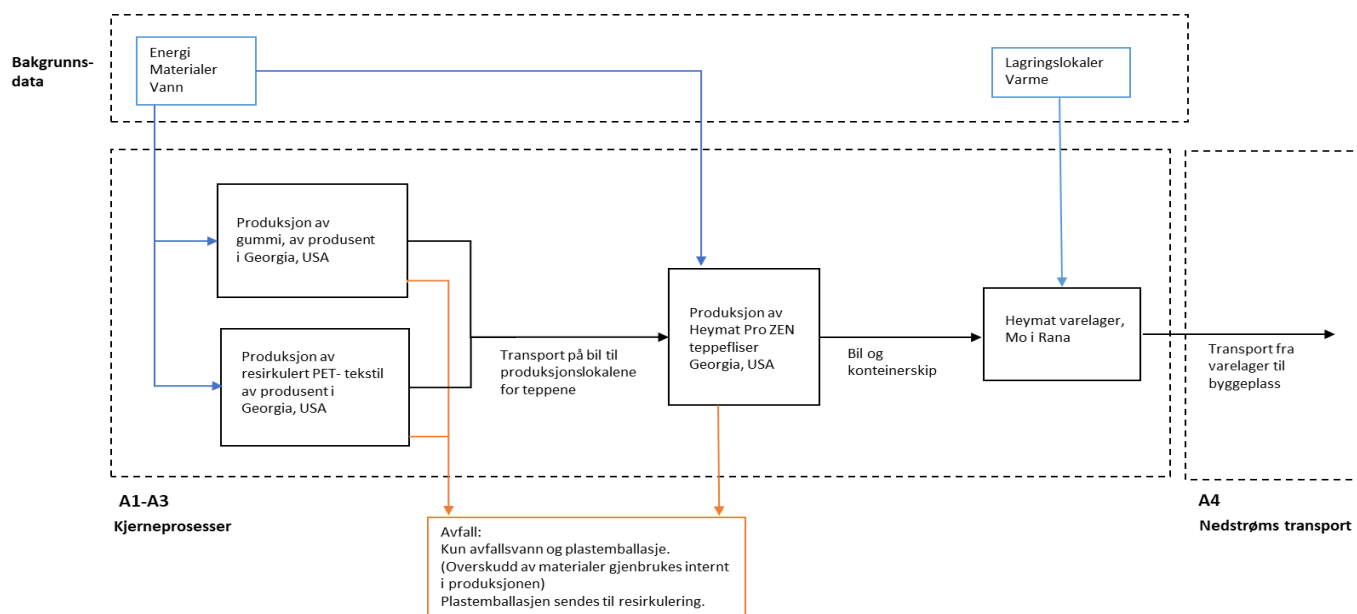 Bakgrunns-
data
Energi
Materialer
Vann
Lagringslokaler
Varme
Produksjon av
gummi, av produsent
i Georgia, USA
Produksjon av
resirkulert PET- tekstil
av produsent i
Georgia, USA
Transport på bil til
produksjonslokalene
for teppene
Produksjon av
Heymat Pro ZEN
teppefliser
Georgia, USA
Bil og
konteinerskip
Heymat varelager,
Mo i Rana
Transport fra
varelager til
byggeplass
A1-A3
Kjerneprosesser
A4
Nedstrøms transport
Avfall:
Kun avfallsvann og plastemballasje.
(Overskudd av materialer gjenbrukes internt
i produksjonen)
Plastemballasjen sendes til resirkulering.